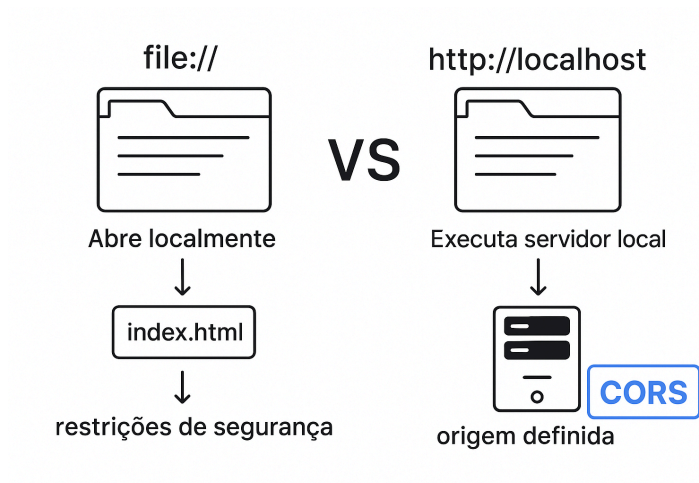 file://
http://localhost
VS
Abre localmente
Executa servidor local
index.html
CORS
restrições de segurança
origem definida